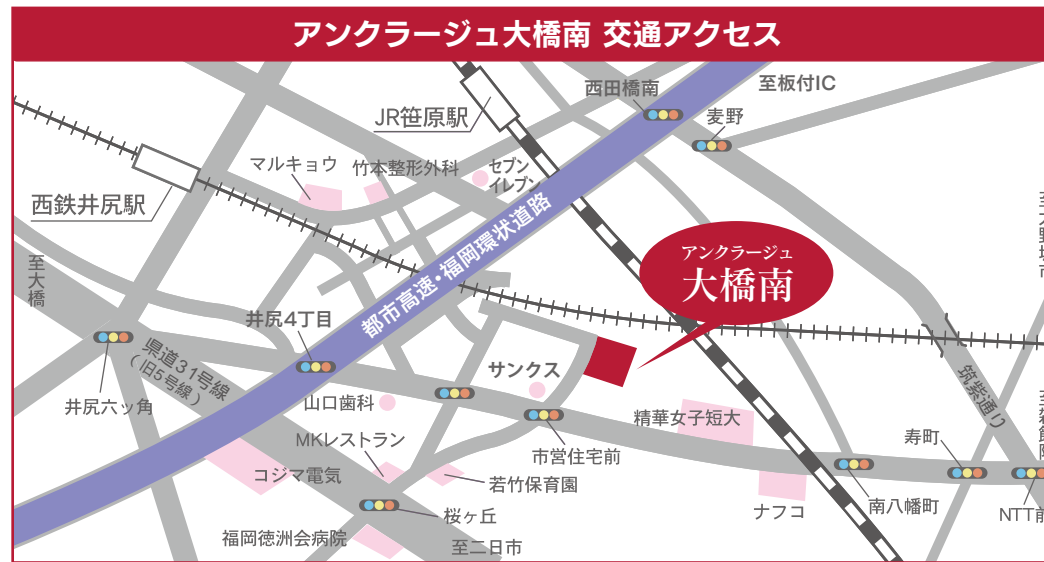 アンクラージュ大橋南 交通アクセス
西田橋南
至板付IC
JR笹原駅
麦野
マルキョウ
竹本整形外科
セブン
イレブン
西鉄井尻駅
都市高速・福岡環状道路
アンクラージュ
大橋南
至大橋
井尻4丁目
県道31号線
(旧5号線)
サンクス
筑紫通り
井尻六ッ角
山口歯科
精華女子短大
MKレストラン
市営住宅前
寿町
コジマ電気
若竹保育園
ナフコ
南八幡町
NTT前
桜ヶ丘
福岡徳洲会病院
至二日市